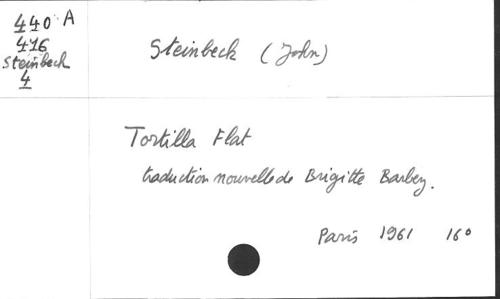 440 A
416
Steinbeck
4
Steinbeck (John)
Tortilla Flat
traduction nouvelle de Brigitte Barbey.
Paris 1961 16°